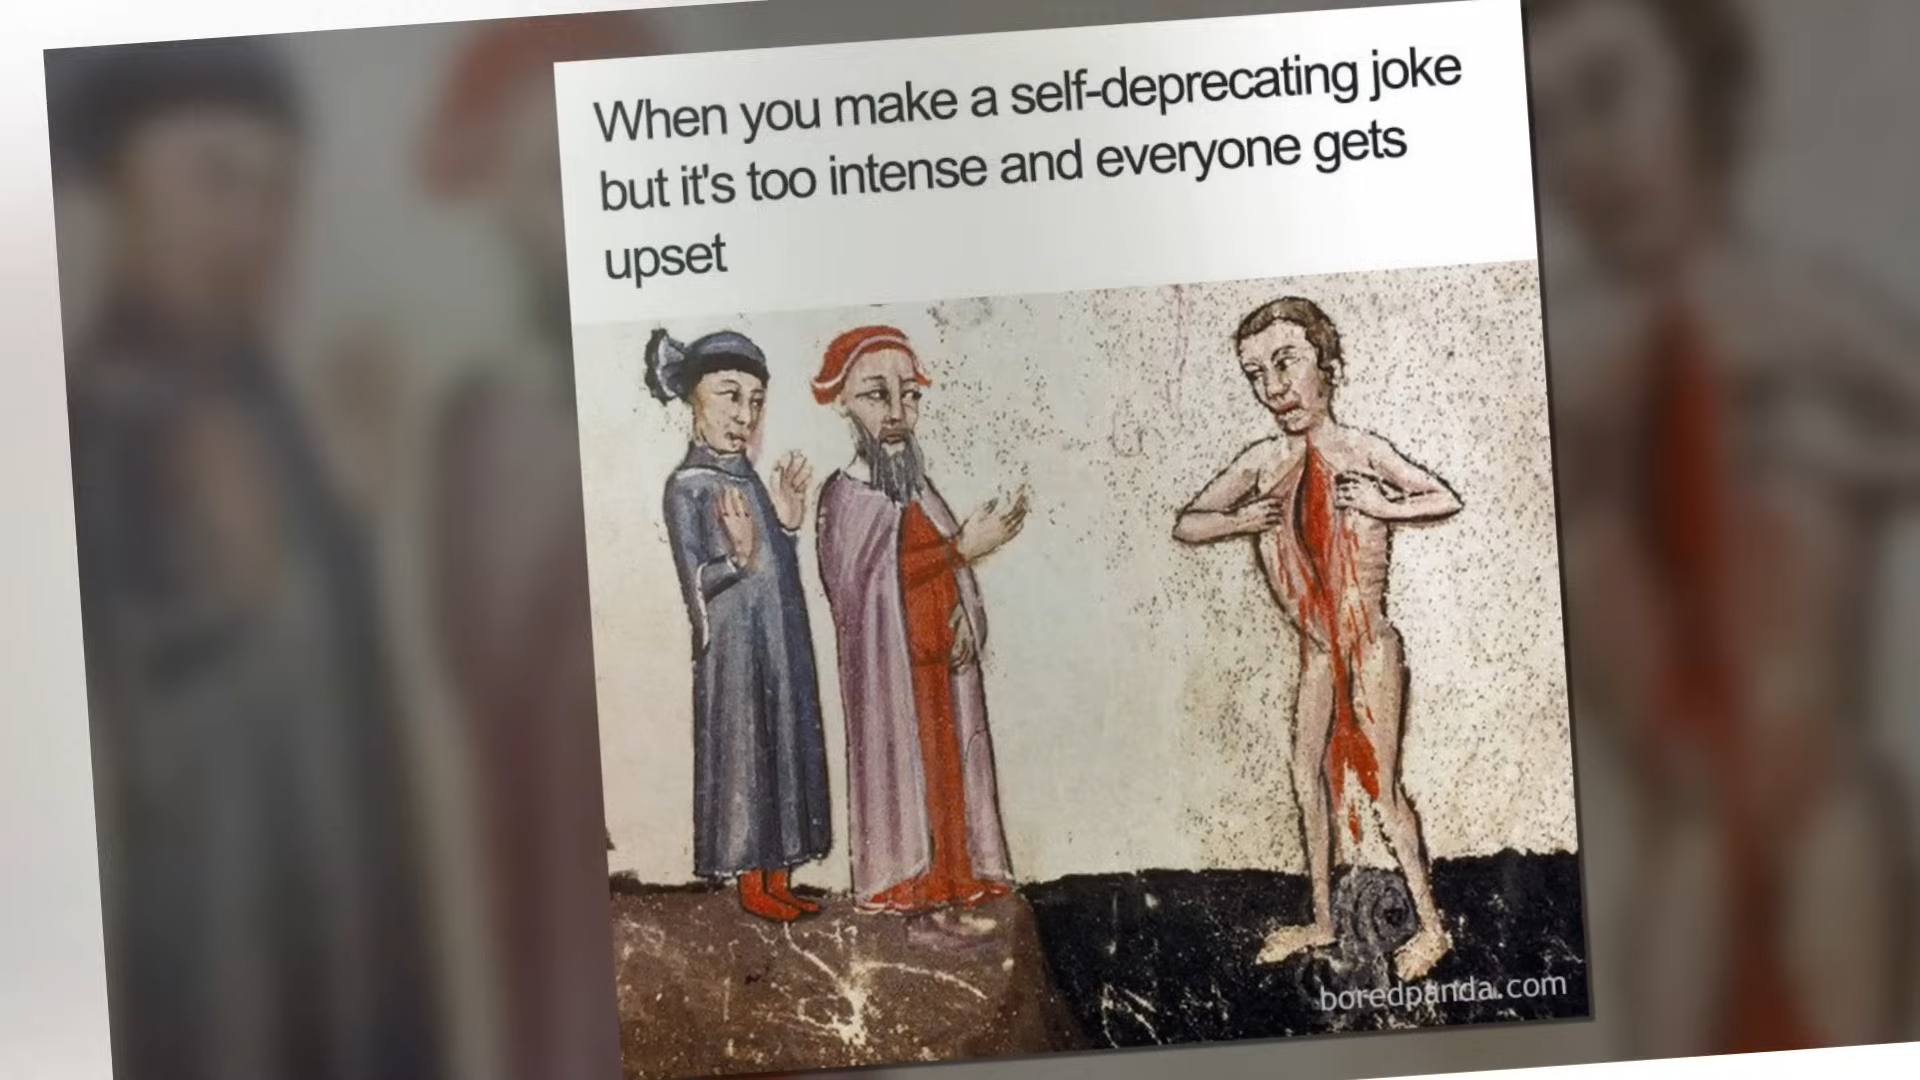 When you make a self-deprecating joke
but it's too intense and everyone gets
upset
boredpanda.com